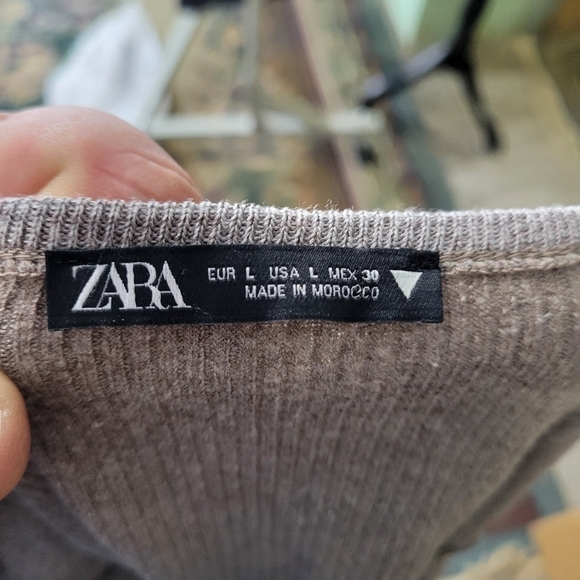 ZARA
EUR L USA L MEX 30
MADE IN MOROCCO